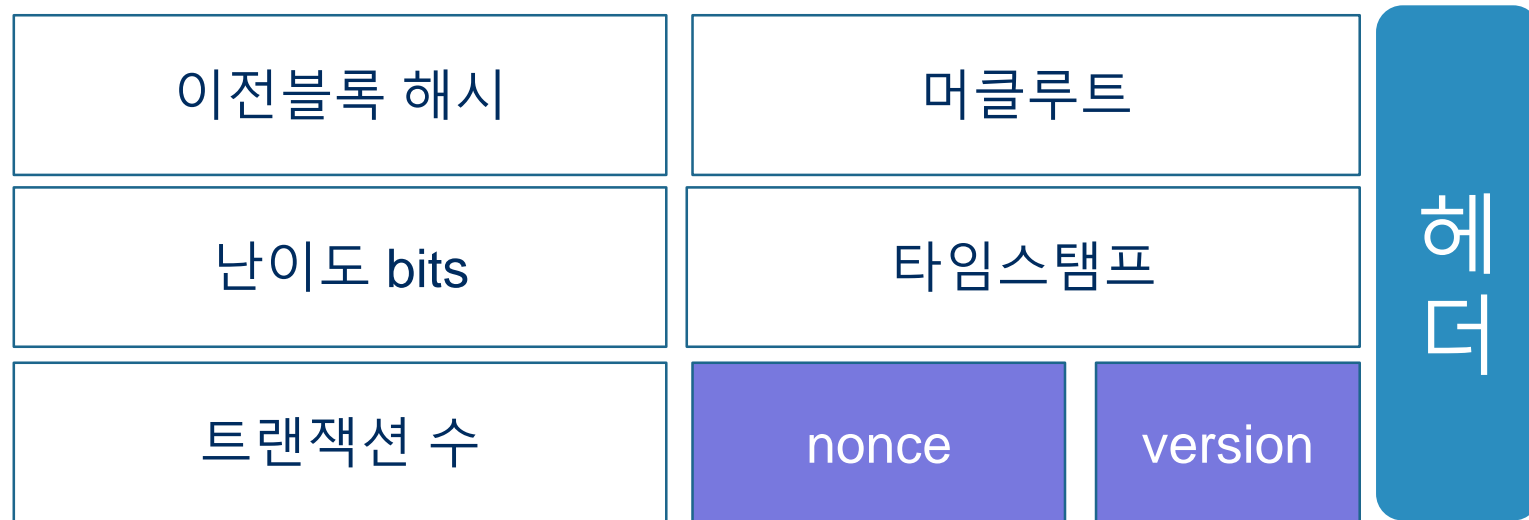 이전블록 해시
머클루트
난이도 bits
타임스탬프
트랜잭션 수
nonce
version
헤더